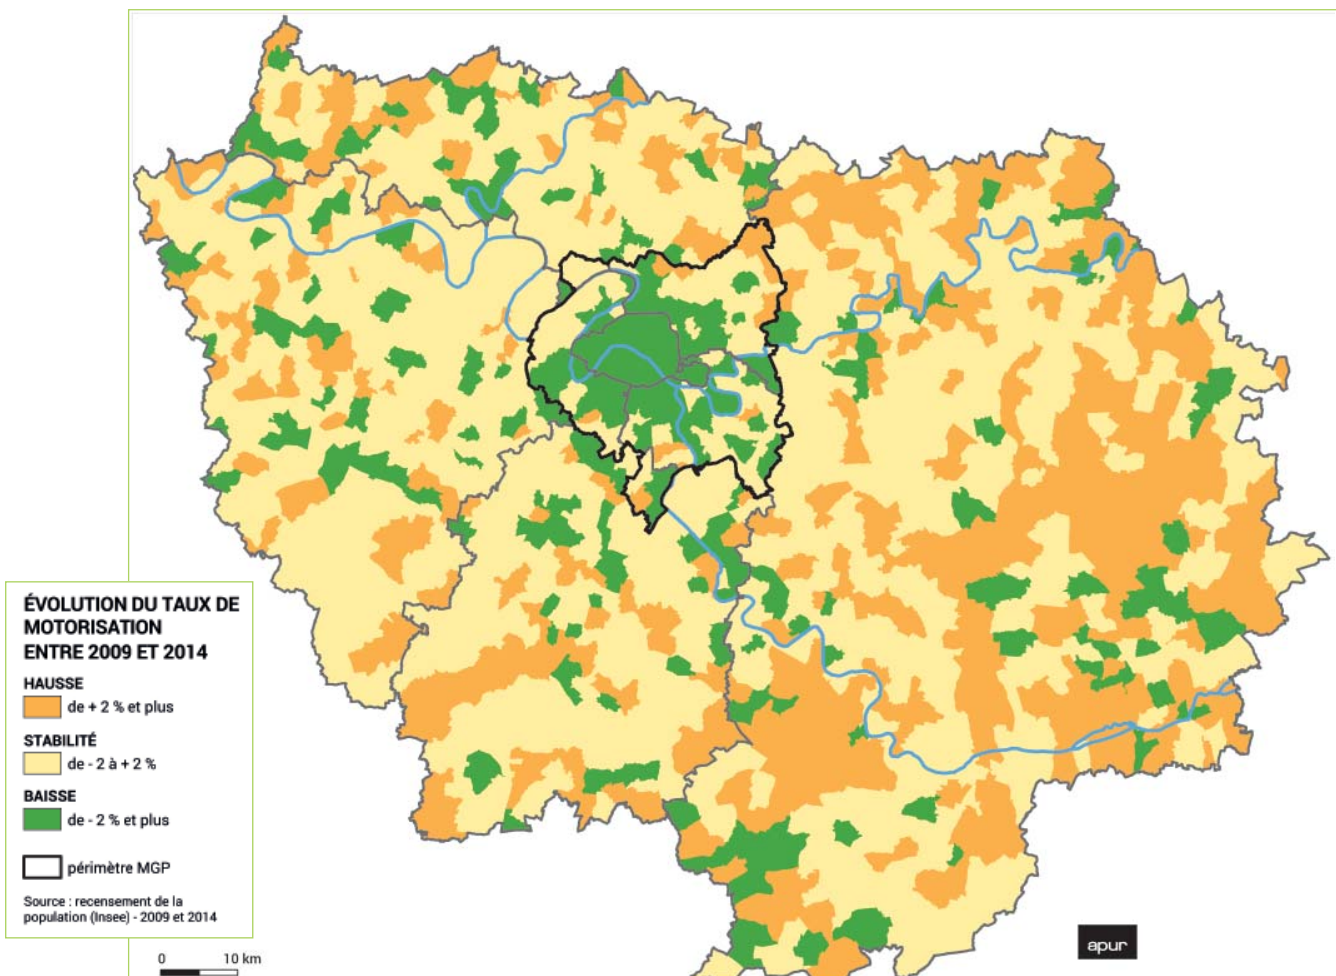 ÉVOLUTION DU TAUX DE
MOTORISATION
ENTRE 2009 ET 2014
HAUSSE
de + 2 % et plus
STABILITÉ
de - 2 à + 2 %
BAISSE
de - 2 % et plus
périmètre MGP
Source : recensement de la
population (Insee) - 2009 et 2014
0 10 km
apur